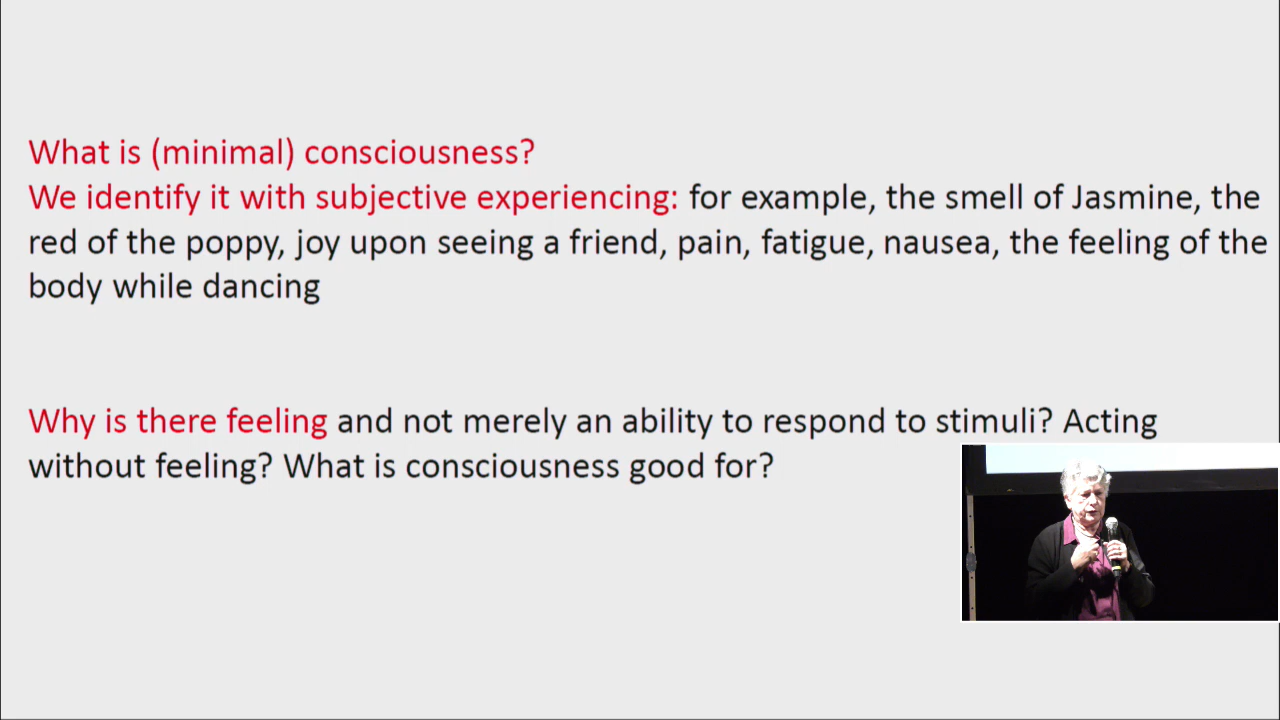 What is (minimal) consciousness?
We identify it with subjective experiencing: for example, the smell of Jasmine, the
red of the poppy, joy upon seeing a friend, pain, fatigue, nausea, the feeling of the
body while dancing
Why is there feeling and not merely an ability to respond to stimuli? Acting
without feeling? What is consciousness good for?